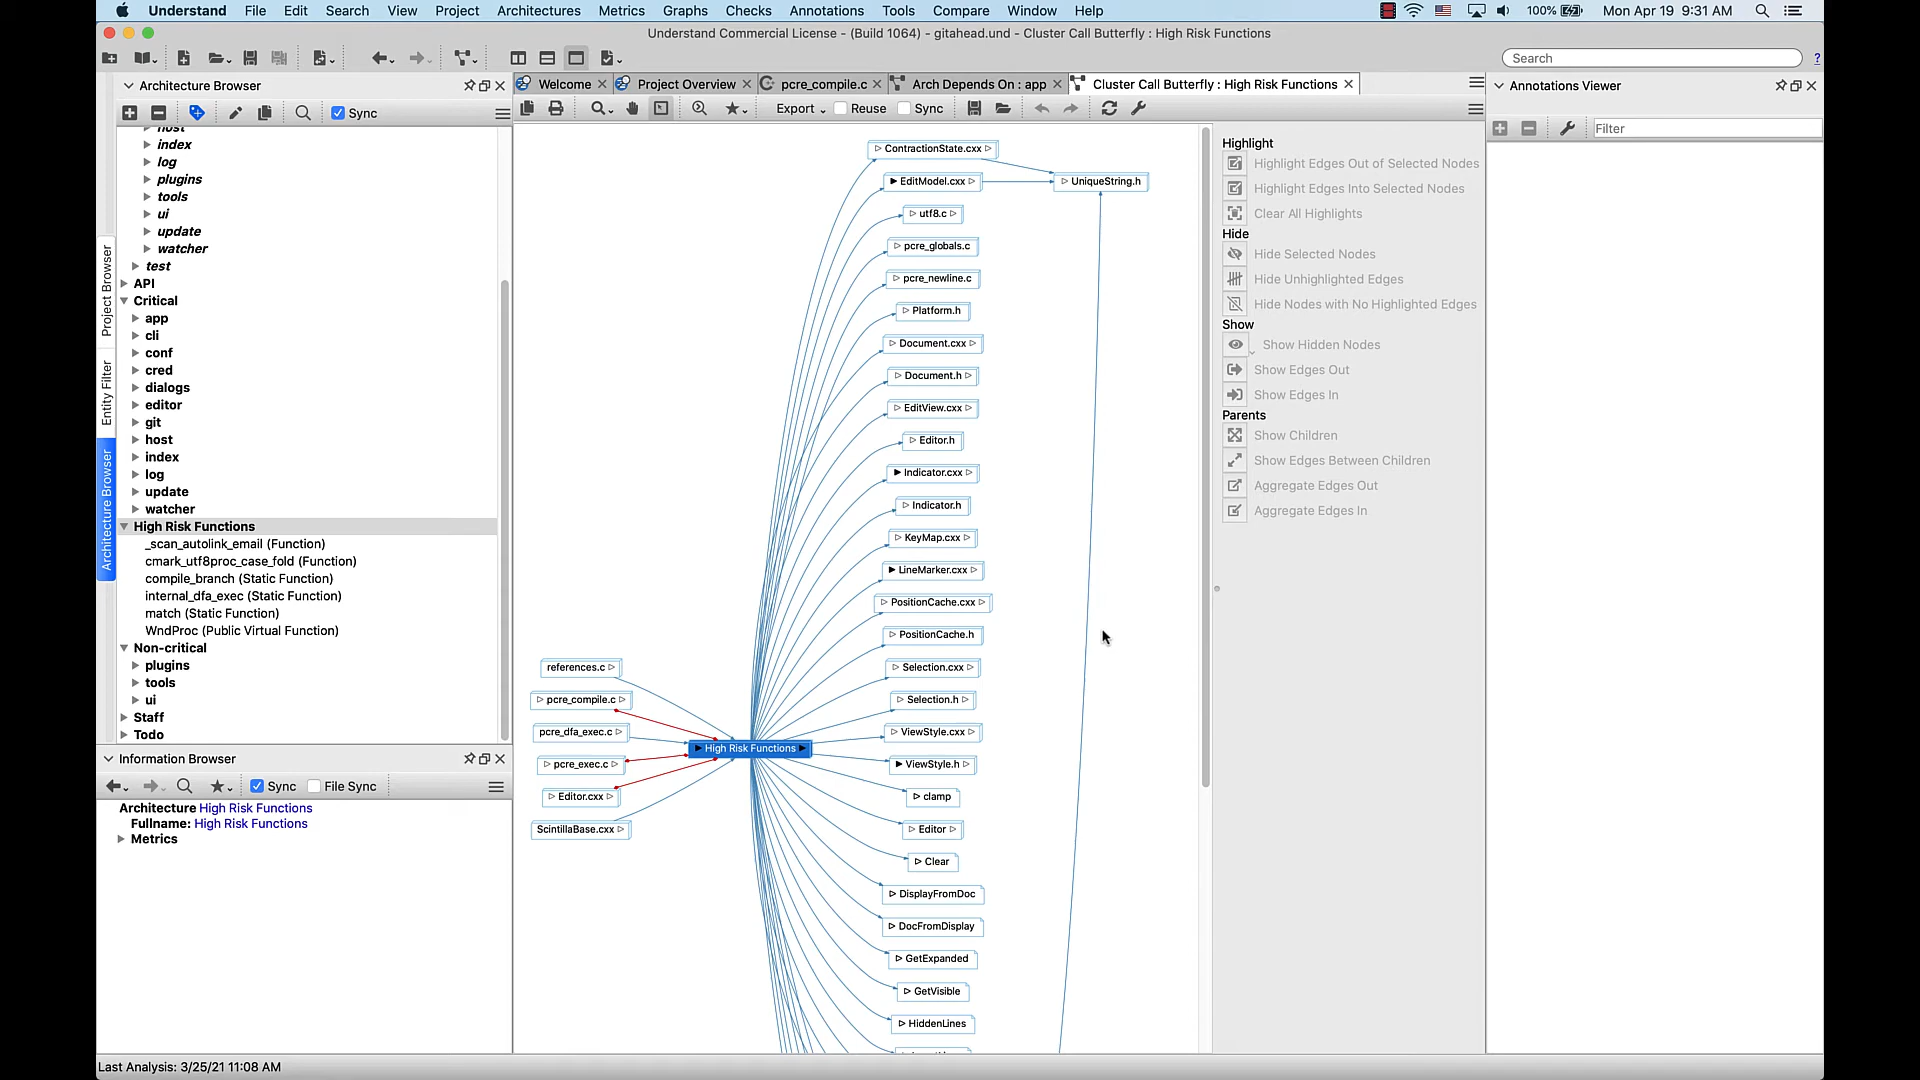 Understand File Edit Search View Project Architectures Metrics Graphs Checks Annotations Tools Compare Window Help 100% Mon Apr 19 9:31 AM
Understand Commercial License - (Build 1064) - gitahead.und - Cluster Call Butterfly : High Risk Functions
Search ?
Architecture Browser
Welcome Project Overview pcre_compile.c Arch Depends On : app Cluster Call Butterfly : High Risk Functions
Annotations Viewer
Sync
Export Reuse Sync
Filter
host
index
log
plugins
tools
ui
update
watcher
test
API
Critical
app
cli
conf
cred
dialogs
editor
git
host
index
log
update
watcher
High Risk Functions
_scan_autolink_email (Function)
cmark_utf8proc_case_fold (Function)
compile_branch (Static Function)
internal_dfa_exec (Static Function)
match (Static Function)
WndProc (Public Virtual Function)
Non-critical
plugins
tools
ui
Staff
Todo
Project Browser
Entity Filter
Architecture Browser
Information Browser
Sync File Sync
Architecture High Risk Functions
Fullname: High Risk Functions
Metrics
references.c
pcre_compile.c
pcre_dfa_exec.c
pcre_exec.c
Editor.cxx
ScintillaBase.cxx
High Risk Functions
ContractionState.cxx
EditModel.cxx
utf8.c
pcre_globals.c
pcre_newline.c
Platform.h
Document.cxx
Document.h
EditView.cxx
Editor.h
Indicator.cxx
Indicator.h
KeyMap.cxx
LineMarker.cxx
PositionCache.cxx
PositionCache.h
Selection.cxx
Selection.h
ViewStyle.cxx
ViewStyle.h
clamp
Editor
Clear
DisplayFromDoc
DocFromDisplay
GetExpanded
GetVisible
HiddenLines
UniqueString.h
Highlight
Highlight Edges Out of Selected Nodes
Highlight Edges Into Selected Nodes
Clear All Highlights
Hide
Hide Selected Nodes
Hide Unhighlighted Edges
Hide Nodes with No Highlighted Edges
Show
Show Hidden Nodes
Show Edges Out
Show Edges In
Parents
Show Children
Show Edges Between Children
Aggregate Edges Out
Aggregate Edges In
Last Analysis: 3/25/21 11:08 AM